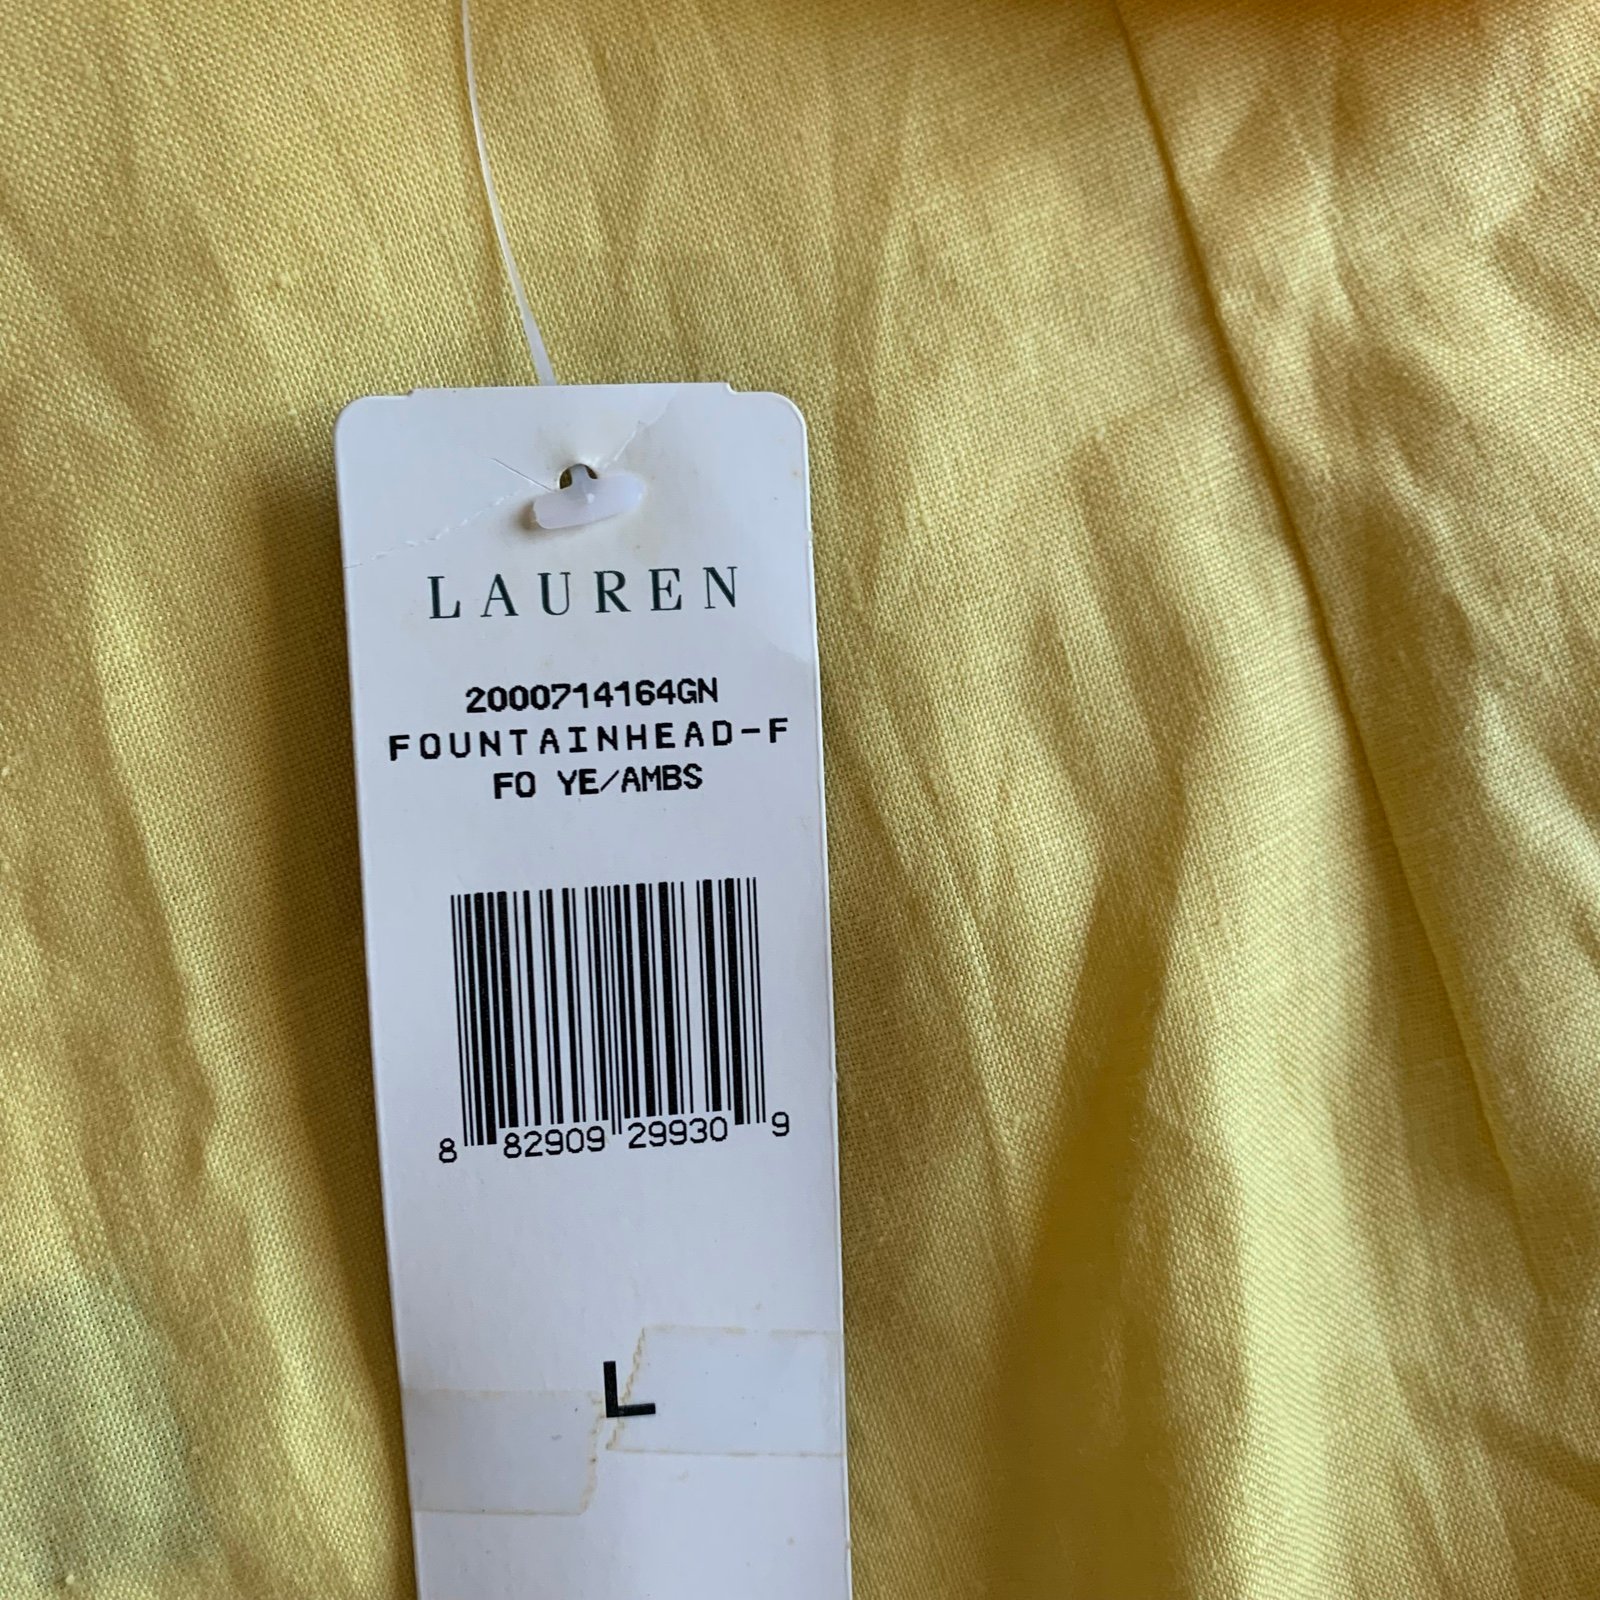 LAUREN
2000714164GN
FOUNTAINHEAD-F
FO YE/AMBS
8 82909 29930 9
L